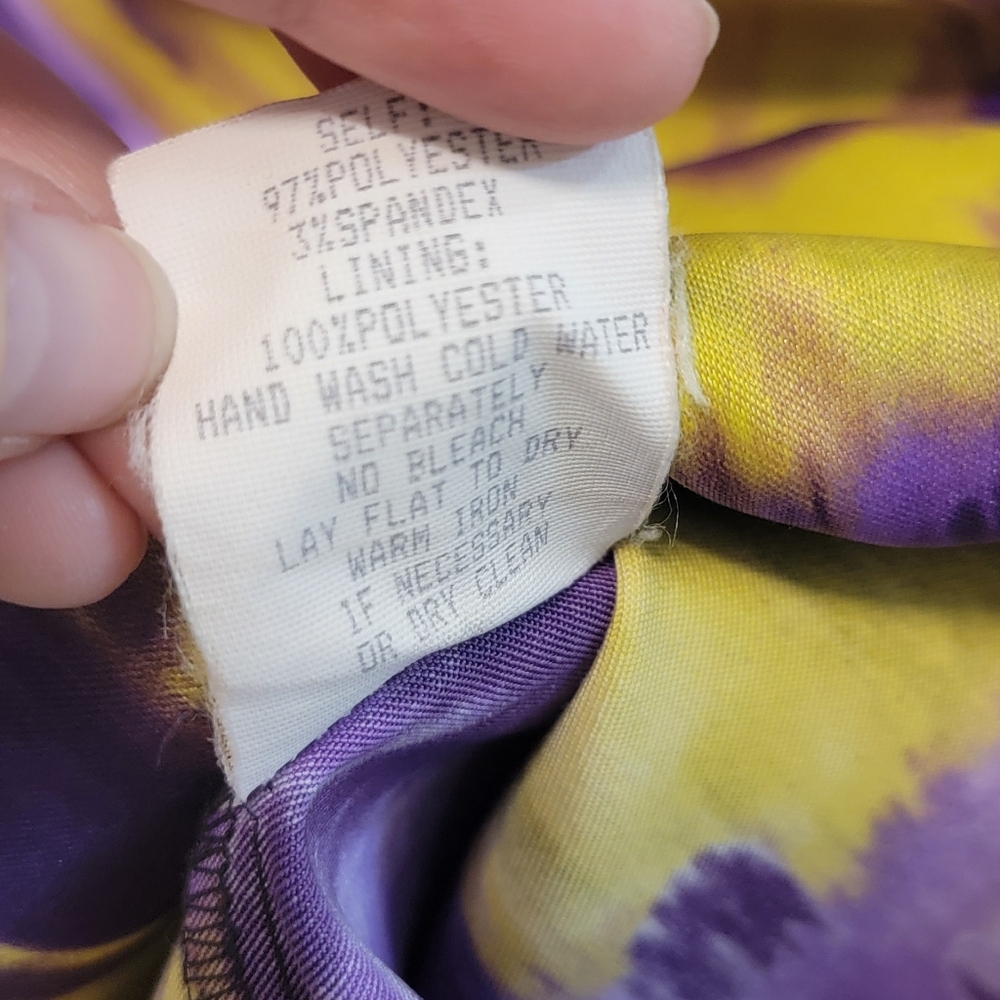 SELF:
97%POLYESTER
3%SPANDEX
LINING:
100%POLYESTER
HAND WASH COLD WATER
SEPARATELY
NO BLEACH
LAY FLAT TO DRY
WARM IRON
IF NECESSARY
OR DRY CLEAN